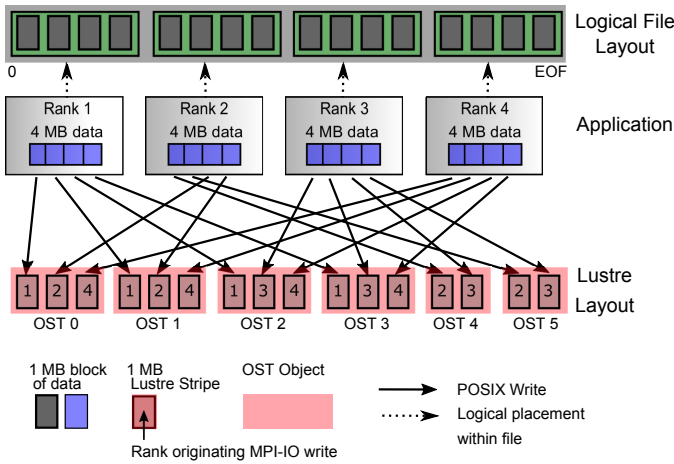 Logical File
Layout
0
EOF
Rank 1
Rank 2
Rank 3
Rank 4
4 MB data
4 MB data
4 MB data
4 MB data
Application
1 2 4
1 2 4
1 3 4
1 3 4
2 3
2 3
Lustre
Layout
OST 0
OST 1
OST 2
OST 3
OST 4
OST 5
1 MB block
of data
1 MB
Lustre Stripe
OST Object
POSIX Write
Logical placement
within file
Rank originating MPI-IO write